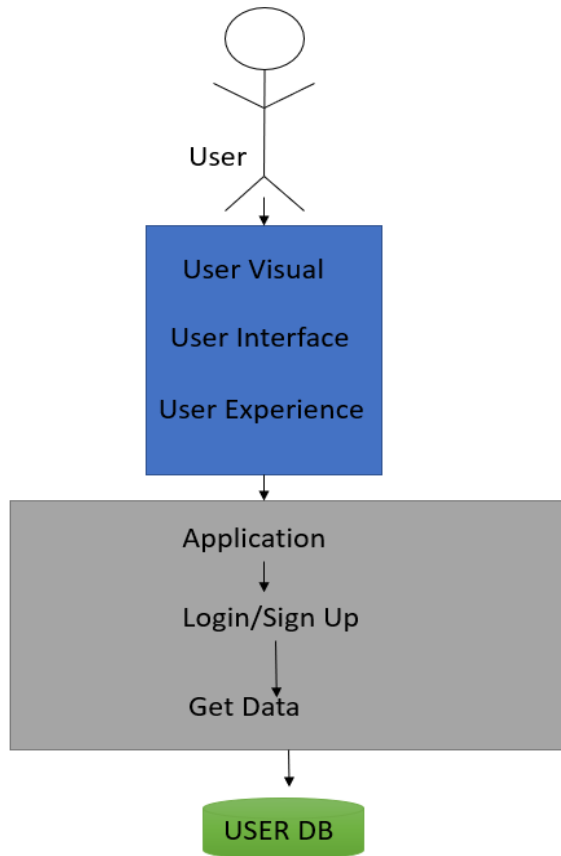 User
User Visual
User Interface
User Experience
Application
Login/Sign Up
Get Data
USER DB